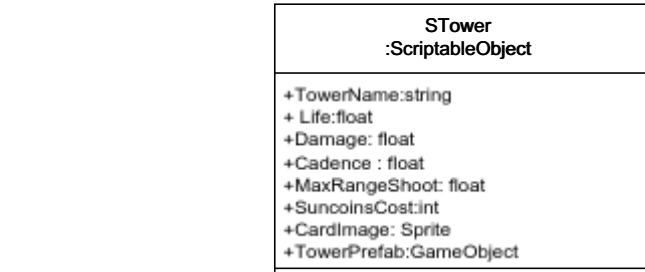 STower
:ScriptableObject
+TowerName:string
+ Life:float
+Damage: float
+Cadence : float
+MaxRangeShoot: float
+SuncoinsCost:int
+CardImage: Sprite
+TowerPrefab:GameObject